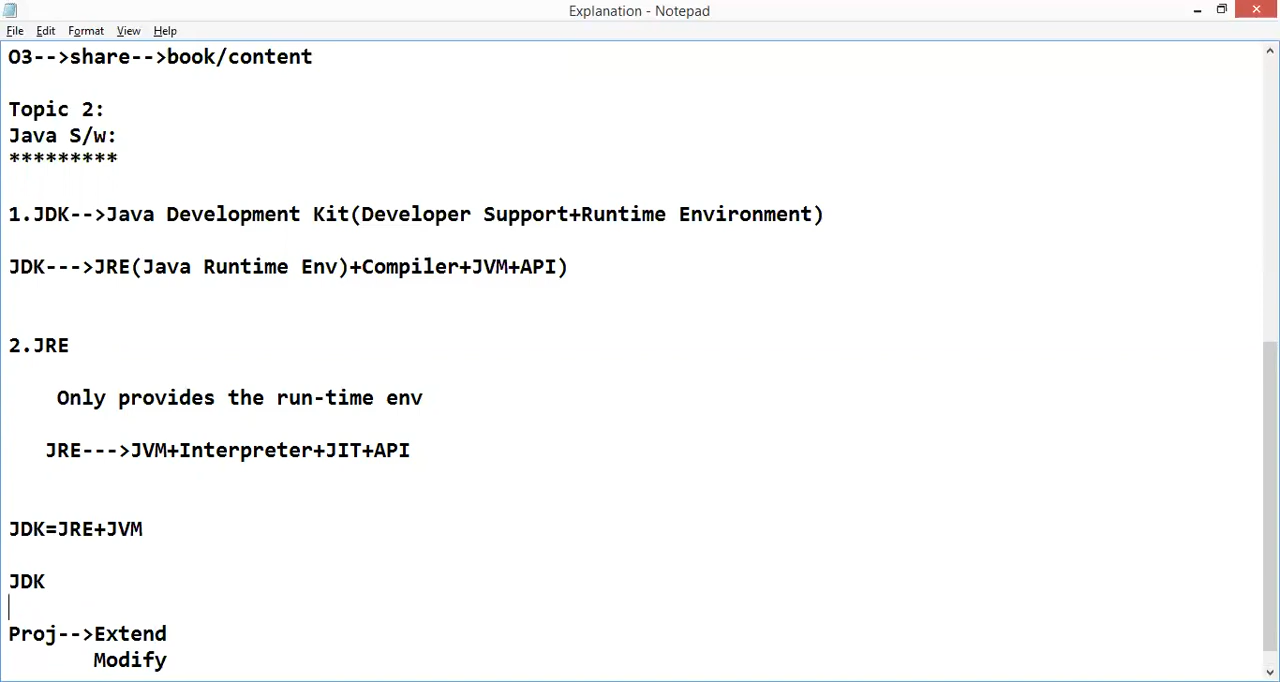 Explanation - Notepad
File Edit Format View Help
O3-->share-->book/content
Topic 2:
Java S/w:
*********
1.JDK-->Java Development Kit(Developer Support+Runtime Environment)
JDK--->JRE(Java Runtime Env)+Compiler+JVM+API)
2.JRE
Only provides the run-time env
JRE--->JVM+Interpreter+JIT+API
JDK=JRE+JVM
JDK
Proj-->Extend
Modify